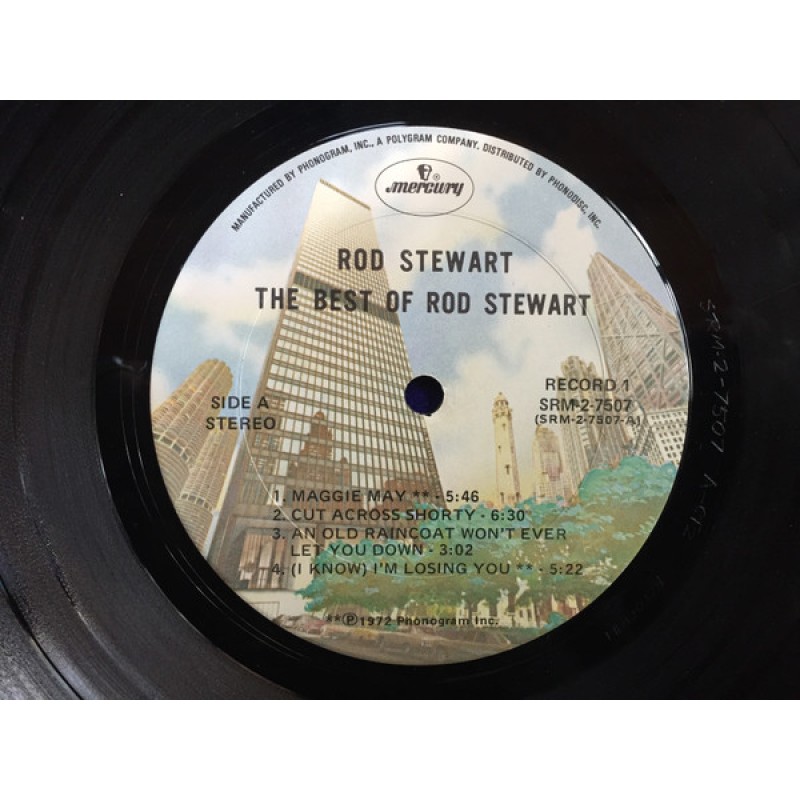 MANUFACTURED BY PHONOGRAM, INC., A POLYGRAM COMPANY. DISTRIBUTED BY PHONODISC, INC.
mercury ®
ROD STEWART
THE BEST OF ROD STEWART
SIDE A
STEREO
RECORD 1
SRM-2-7507
(SRM-2-7507-A)
1. MAGGIE MAY ** - 5:46
2. CUT ACROSS SHORTY - 6:30
3. AN OLD RAINCOAT WON'T EVER
LET YOU DOWN - 3:02
4. (I KNOW) I'M LOSING YOU ** - 5:22
**Ⓟ1972 Phonogram Inc.
SRM-2-7507